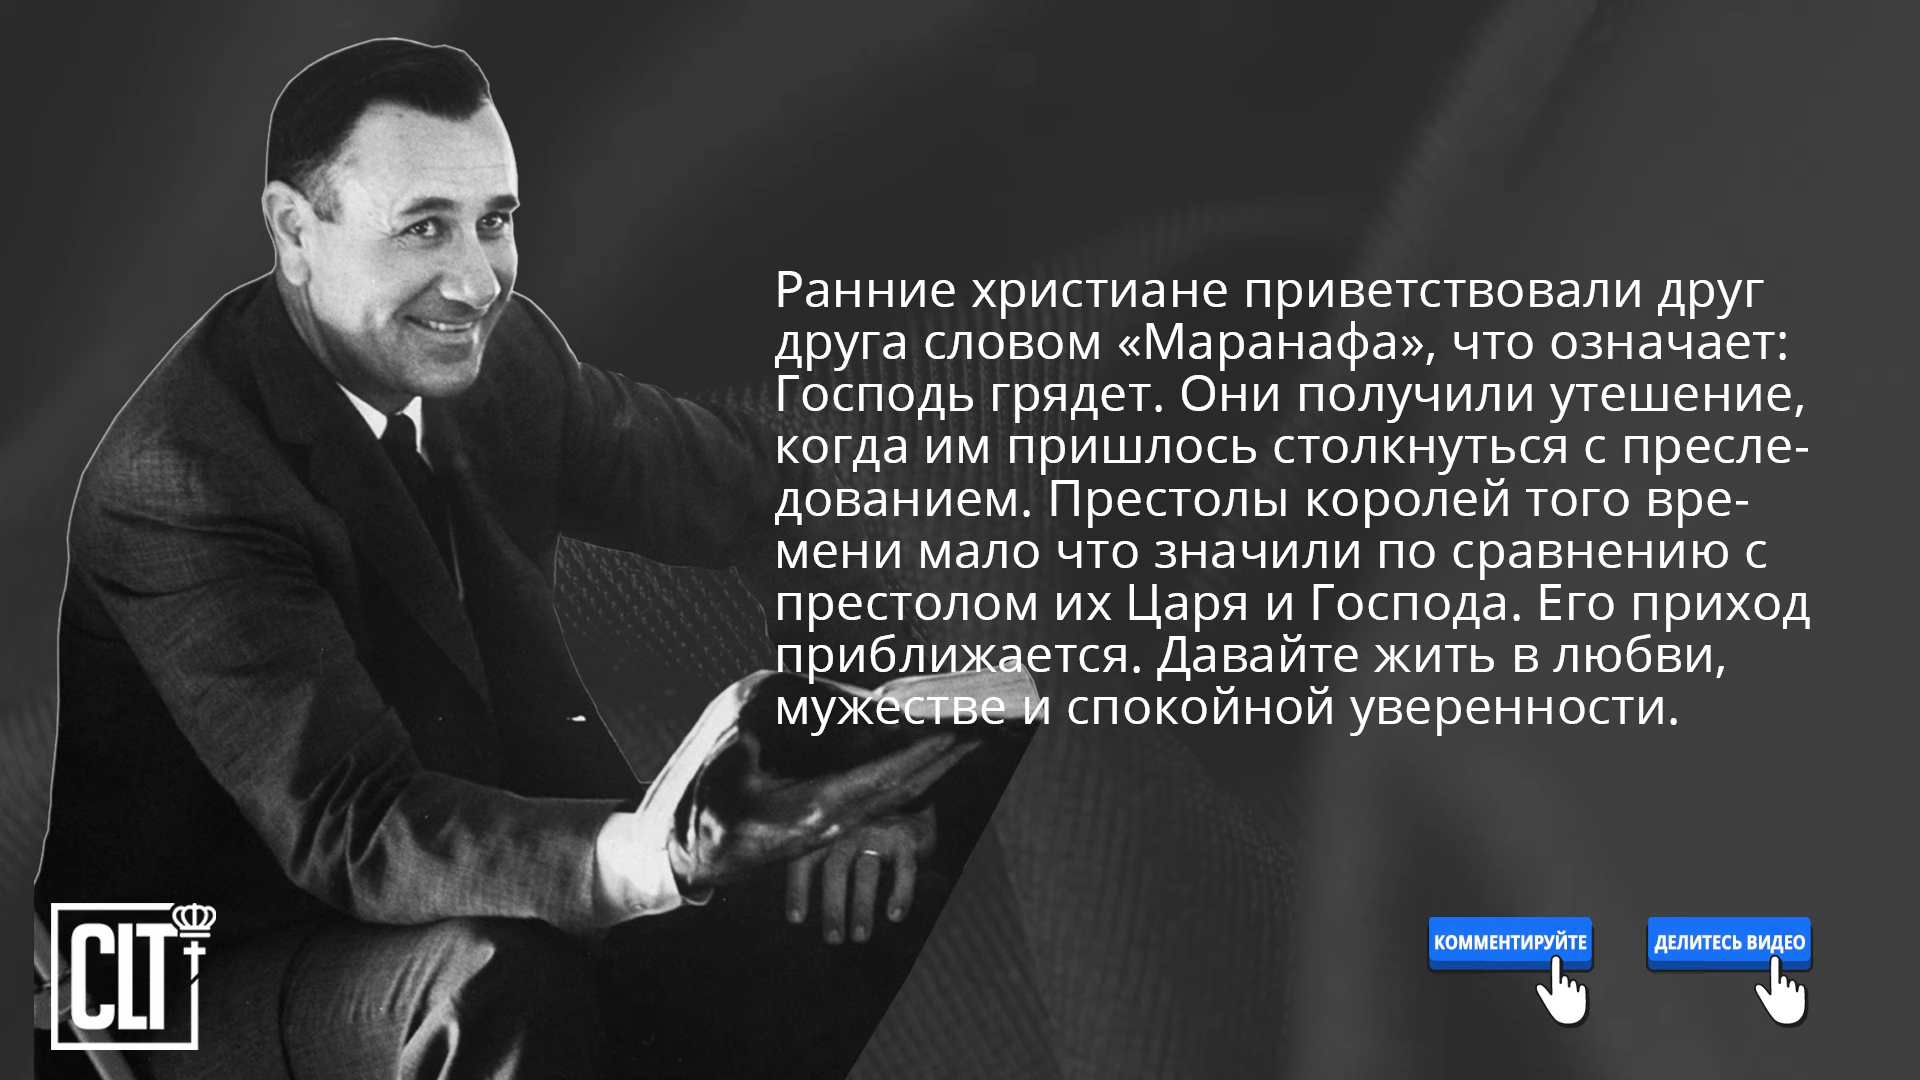 Ранние христиане приветствовали друг
друга словом «Маранафа», что означает:
Господь грядет. Они получили утешение,
когда им пришлось столкнуться с пресле-
дованием. Престолы королей того вре-
мени мало что значили по сравнению с
престолом их Царя и Господа. Его приход
приближается. Давайте жить в любви,
мужестве и спокойной уверенности.
CLT
КОММЕНТИРУЙТЕ
ДЕЛИТЕСЬ ВИДЕО